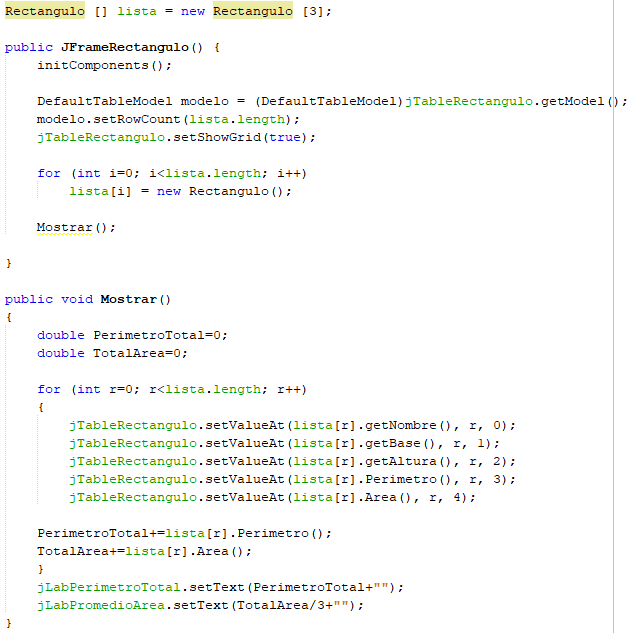 Rectangulo [] lista = new Rectangulo [3];
public JFrameRectangulo() {
initComponents();
DefaultTableModel modelo = (DefaultTableModel)jTableRectangulo.getModel();
modelo.setRowCount(lista.length);
jTableRectangulo.setShowGrid(true);
for (int i=0; i<lista.length; i++)
lista[i] = new Rectangulo();
Mostrar();
}
public void Mostrar()
{
double PerimetroTotal=0;
double TotalArea=0;
for (int r=0; r<lista.length; r++)
{
jTableRectangulo.setValueAt(lista[r].getNombre(), r, 0);
jTableRectangulo.setValueAt(lista[r].getBase(), r, 1);
jTableRectangulo.setValueAt(lista[r].getAltura(), r, 2);
jTableRectangulo.setValueAt(lista[r].Perimetro(), r, 3);
jTableRectangulo.setValueAt(lista[r].Area(), r, 4);
PerimetroTotal+=lista[r].Perimetro();
TotalArea+=lista[r].Area();
}
jLabPerimetroTotal.setText(PerimetroTotal+"");
jLabPromedioArea.setText(TotalArea/3+"");
}